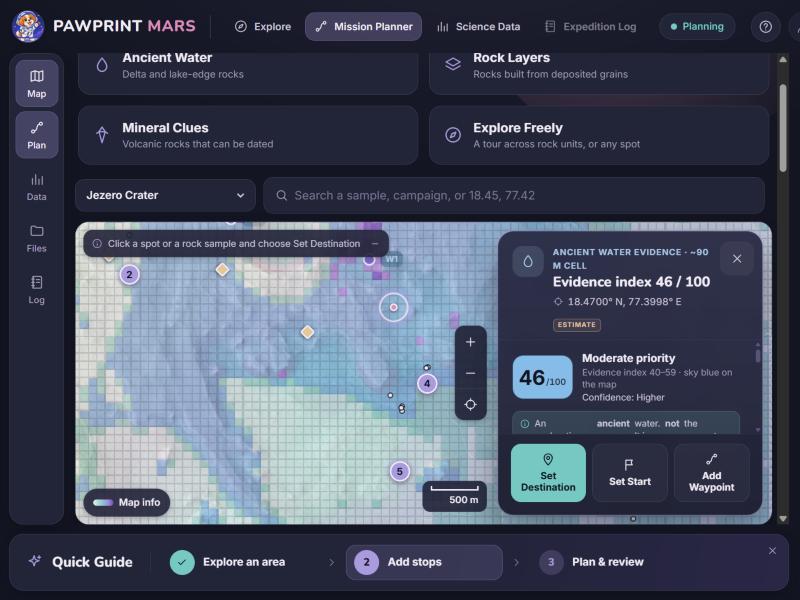 PAWPRINT MARS
Explore
Mission Planner
Science Data
Expedition Log
Planning
Map
Plan
Data
Files
Log
Ancient Water
Delta and lake-edge rocks
Rock Layers
Rocks built from deposited grains
Mineral Clues
Volcanic rocks that can be dated
Explore Freely
A tour across rock units, or any spot
Jezero Crater
Search a sample, campaign, or 18.45, 77.42
Click a spot or a rock sample and choose Set Destination
W1
2
4
5
500 m
Map info
ANCIENT WATER EVIDENCE · ~90
M CELL
Evidence index 46 / 100
18.4700° N, 77.3998° E
ESTIMATE
46/100
Moderate priority
Evidence index 40–59 · sky blue on
the map
Confidence: Higher
An ancient water. not the
Set
Destination
Set Start
Add
Waypoint
Quick Guide
Explore an area
2
Add stops
3
Plan & review